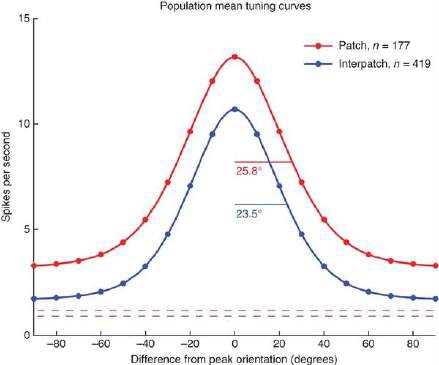 Population mean tuning curves
15
10
5
0
Spikes per second
Patch, n = 177
Interpatch, n = 419
25.8°
23.5°
−80 −60 −40 −20 0 20 40 60 80
Difference from peak orientation (degrees)